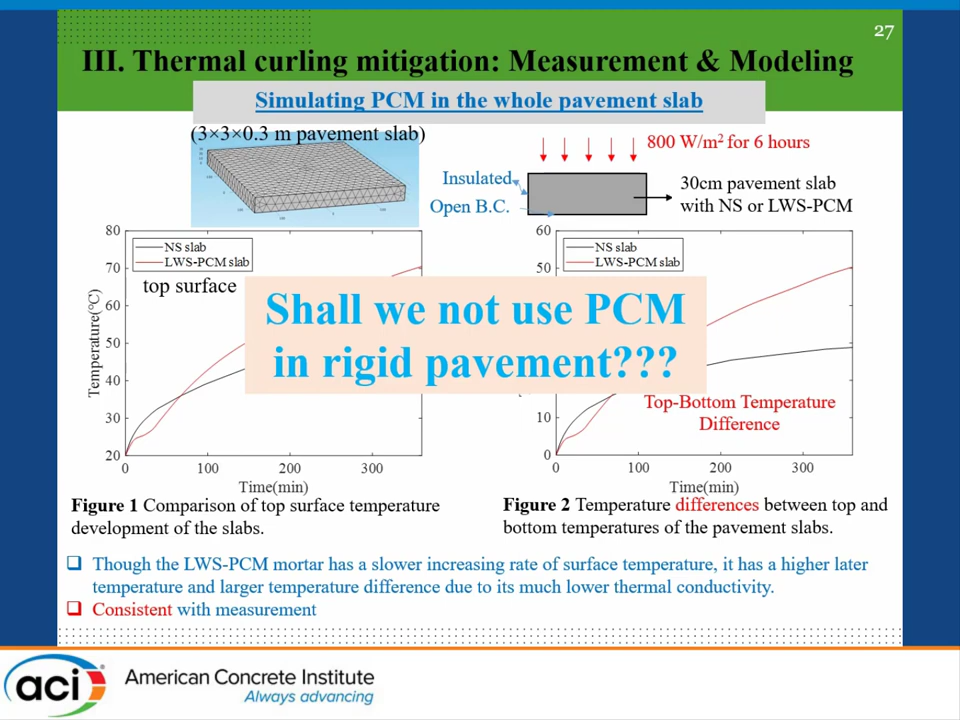 27
III. Thermal curling mitigation: Measurement & Modeling
Simulating PCM in the whole pavement slab
(3×3×0.3 m pavement slab)
800 W/m² for 6 hours
Insulated
Open B.C.
30cm pavement slab
with NS or LWS-PCM
80
70
60
50
40
30
20
0
100
200
300
Temperature(°C)
Time(min)
NS slab
LWS-PCM slab
top surface
60
50
10
0
0
100
200
300
Time(min)
NS slab
LWS-PCM slab
Top-Bottom Temperature
Difference
Shall we not use PCM
in rigid pavement???
Figure 1 Comparison of top surface temperature
development of the slabs.
Figure 2 Temperature differences between top and
bottom temperatures of the pavement slabs.
Though the LWS-PCM mortar has a slower increasing rate of surface temperature, it has a higher later
temperature and larger temperature difference due to its much lower thermal conductivity.
Consistent with measurement
aci
American Concrete Institute
Always advancing